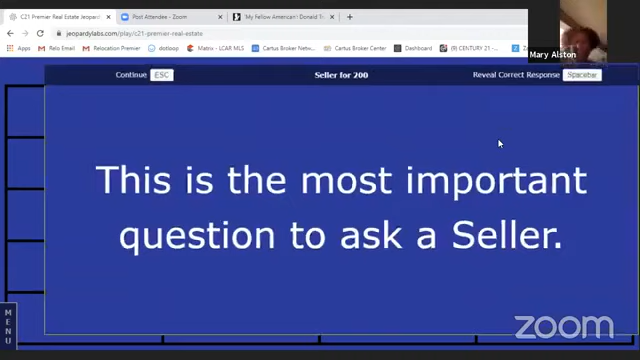 C21 Premier Real Estate Jeopard
Post Attendee - Zoom
"My Fellow American": Donald Tr
jeopardylabs.com/play/c21-premier-real-estate
Apps
Relo Email
Relocation Premier
dotloop
Matrix - LCAR MLS
Cartus Broker Networ...
Cartus Broker Netw...
(9) CENTURY 21 -
Mary Alston
Continue ESC
Seller for 200
Reveal Correct Response Spacebar
This is the most important
question to ask a Seller.
MENU
zoom